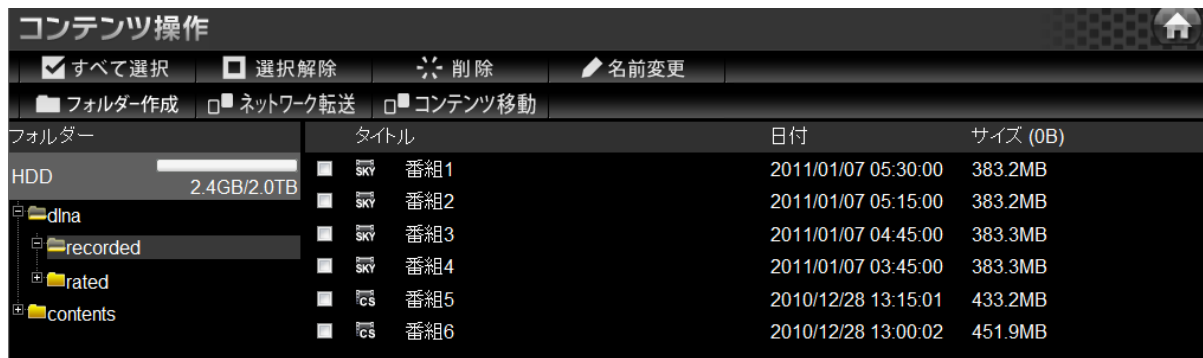 コンテンツ操作
すべて選択 選択解除 削除 名前変更
フォルダー作成 ネットワーク転送 コンテンツ移動
フォルダー タイトル 日付 サイズ (0B)
HDD 2.4GB/2.0TB
dlna
recorded
rated
contents
SKY 番組1 2011/01/07 05:30:00 383.2MB
SKY 番組2 2011/01/07 05:15:00 383.2MB
SKY 番組3 2011/01/07 04:45:00 383.3MB
SKY 番組4 2011/01/07 03:45:00 383.3MB
CS 番組5 2010/12/28 13:15:01 433.2MB
CS 番組6 2010/12/28 13:00:02 451.9MB